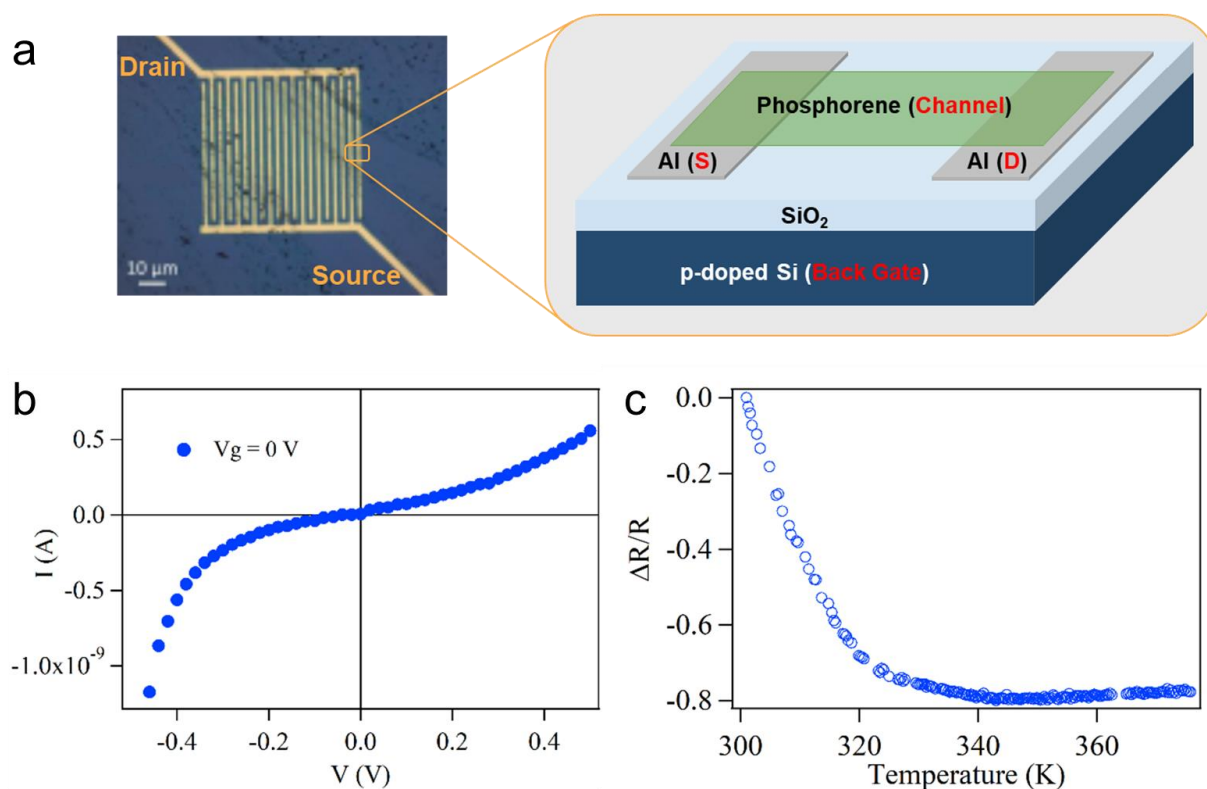 a
Drain
10 µm
Source
Phosphorene (Channel)
Al (S)
Al (D)
SiO₂
p-doped Si (Back Gate)
b
Vg = 0 V
0.5
0.0
-0.5
-1.0x10⁻⁹
I (A)
-0.4
-0.2
0.0
0.2
0.4
V (V)
c
0.0
-0.2
-0.4
-0.6
-0.8
ΔR/R
300
320
340
360
Temperature (K)